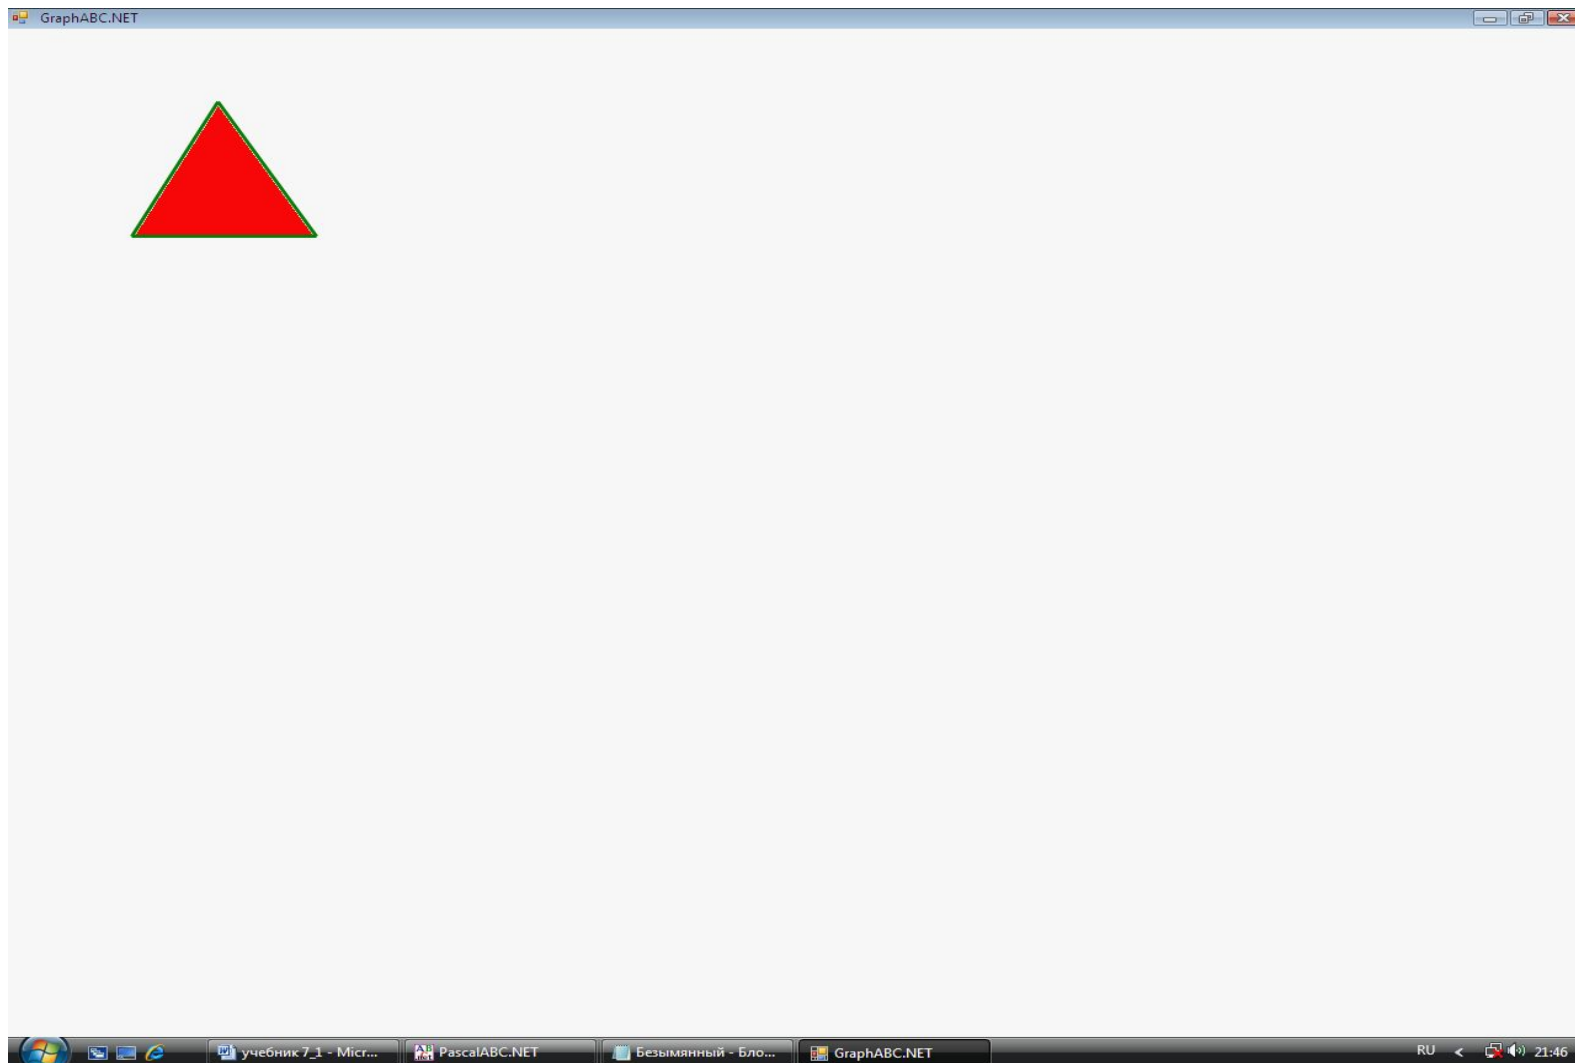 GraphABC.NET
учебник 7_1 - Micr...
PascalABC.NET
Безымянный - Бло...
GraphABC.NET
RU
21:46